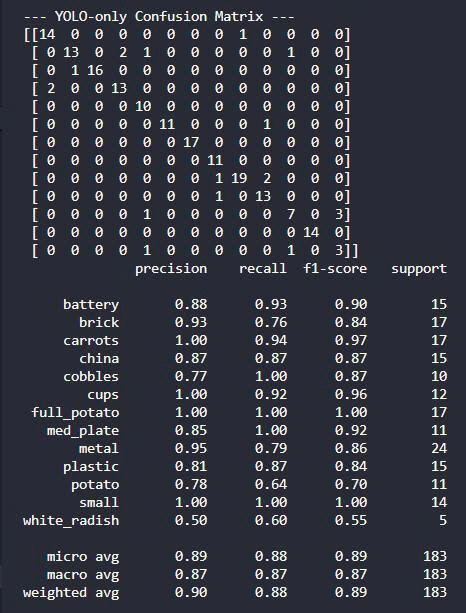 --- YOLO-only Confusion Matrix ---
[[14  0  0  0  0  0  0  0  1  0  0  0  0]
 [ 0 13  0  2  1  0  0  0  0  0  1  0  0]
 [ 0  1 16  0  0  0  0  0  0  0  0  0  0]
 [ 2  0  0 13  0  0  0  0  0  0  0  0  0]
 [ 0  0  0  0 10  0  0  0  0  0  0  0  0]
 [ 0  0  0  0  0 11  0  0  0  1  0  0  0]
 [ 0  0  0  0  0  0 17  0  0  0  0  0  0]
 [ 0  0  0  0  0  0  0 11  0  0  0  0  0]
 [ 0  0  0  0  0  0  0  1 19  2  0  0  0]
 [ 0  0  0  0  0  0  0  1  0 13  0  0  0]
 [ 0  0  0  0  1  0  0  0  0  0  7  0  3]
 [ 0  0  0  0  0  0  0  0  0  0  0 14  0]
 [ 0  0  0  0  1  0  0  0  0  0  1  0  3]]
precision recall f1-score support
battery 0.88 0.93 0.90 15
brick 0.93 0.76 0.84 17
carrots 1.00 0.94 0.97 17
china 0.87 0.87 0.87 15
cobbles 0.77 1.00 0.87 10
cups 1.00 0.92 0.96 12
full_potato 1.00 1.00 1.00 17
med_plate 0.85 1.00 0.92 11
metal 0.95 0.79 0.86 24
plastic 0.81 0.87 0.84 15
potato 0.78 0.64 0.70 11
small 1.00 1.00 1.00 14
white_radish 0.50 0.60 0.55 5
micro avg 0.89 0.88 0.89 183
macro avg 0.87 0.87 0.87 183
weighted avg 0.90 0.88 0.89 183